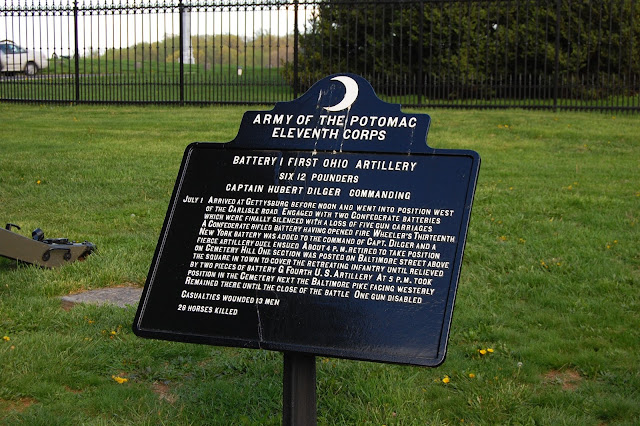 ARMY OF THE POTOMAC
ELEVENTH CORPS
BATTERY I FIRST OHIO ARTILLERY
SIX 12 POUNDERS
CAPTAIN HUBERT DILGER COMMANDING
JULY 1 ARRIVED AT GETTYSBURG BEFORE NOON AND WENT INTO POSITION WEST
OF THE CARLISLE ROAD. ENGAGED WITH TWO CONFEDERATE BATTERIES
WHICH WERE FINALLY SILENCED WITH A LOSS OF FIVE GUN CARRIAGES
A CONFEDERATE RIFLED BATTERY HAVING OPENED FIRE WHEELER'S THIRTEENTH
NEW YORK BATTERY WAS ADDED TO THE COMMAND OF CAPT. DILGER AND A
FIERCE ARTILLERY DUEL ENSUED ABOUT 4 P.M. RETIRED TO TAKE POSITION
ON CEMETERY HILL ONE SECTION WAS POSTED ON BALTIMORE STREET ABOVE
THE SQUARE IN TOWN TO COVER THE RETREATING INFANTRY UNTIL RELIEVED
BY TWO PIECES OF BATTERY G FOURTH U.S. ARTILLERY AT 5 P.M. TOOK
POSITION IN THE CEMETERY NEXT THE BALTIMORE PIKE FACING WESTERLY
REMAINED THERE UNTIL THE CLOSE OF THE BATTLE ONE GUN DISABLED
CASUALTIES WOUNDED 13 MEN
28 HORSES KILLED